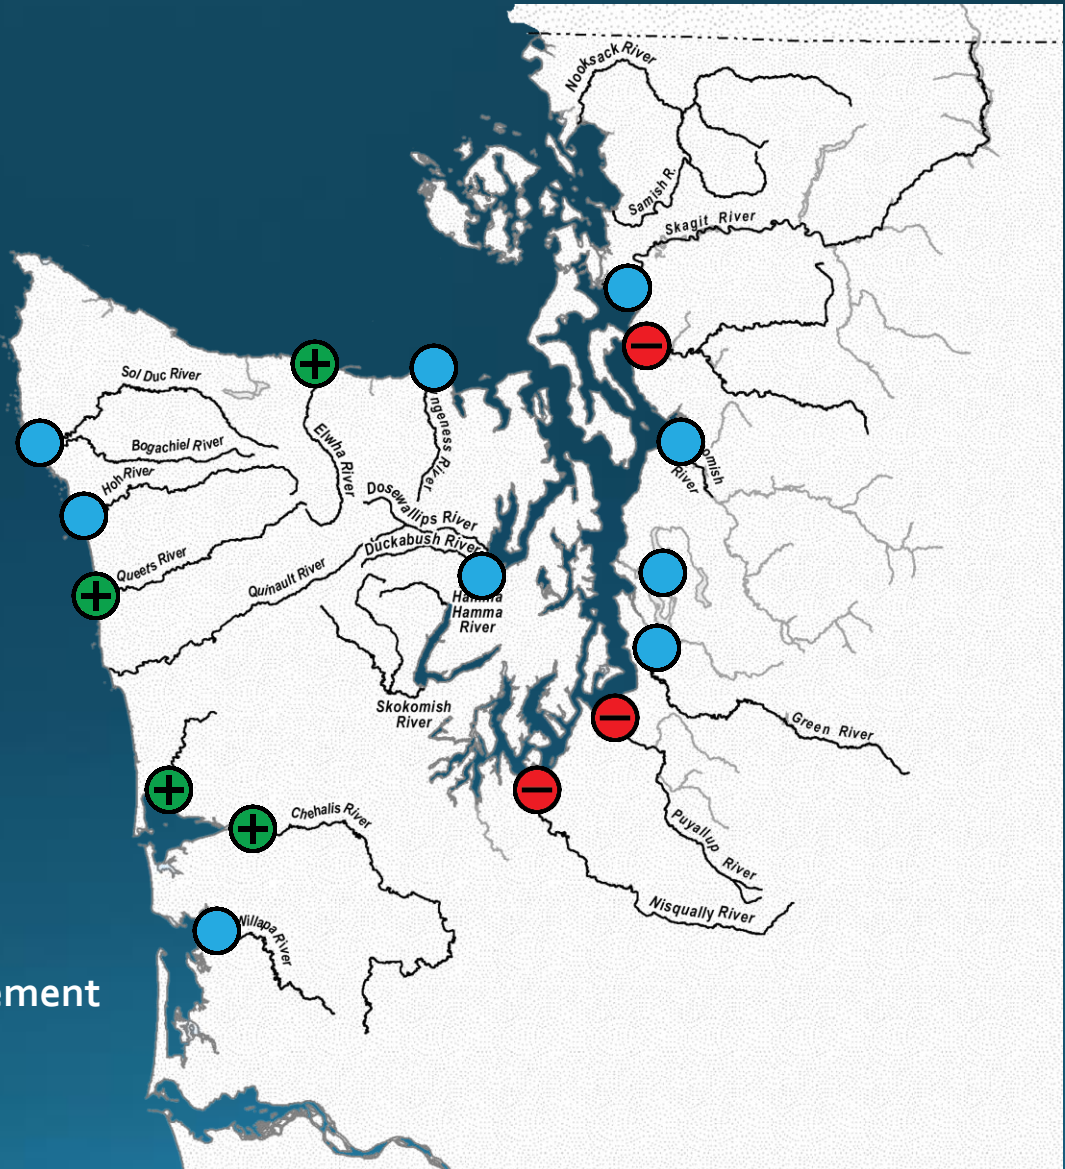 Nooksack River
Samish R.
Skagit River
Sol Duc River
Bogachiel River
Hoh River
Elwha River
ngeness River
omish
River
Dosewallips River
Duckabush River
Queets River
Quinault River
Hamma
Hamma
River
Skokomish
River
Green River
Chehalis River
Puyallup River
Nisqually River
Willapa River
ement